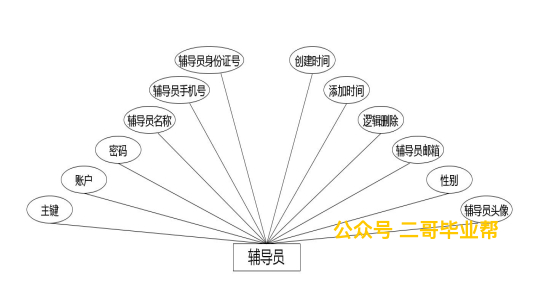 辅导员身份证号
创建时间
辅导员手机号
添加时间
辅导员名称
逻辑删除
密码
辅导员邮箱
账户
性别
主键
辅导员头像
公众号 二哥毕业帮
辅导员